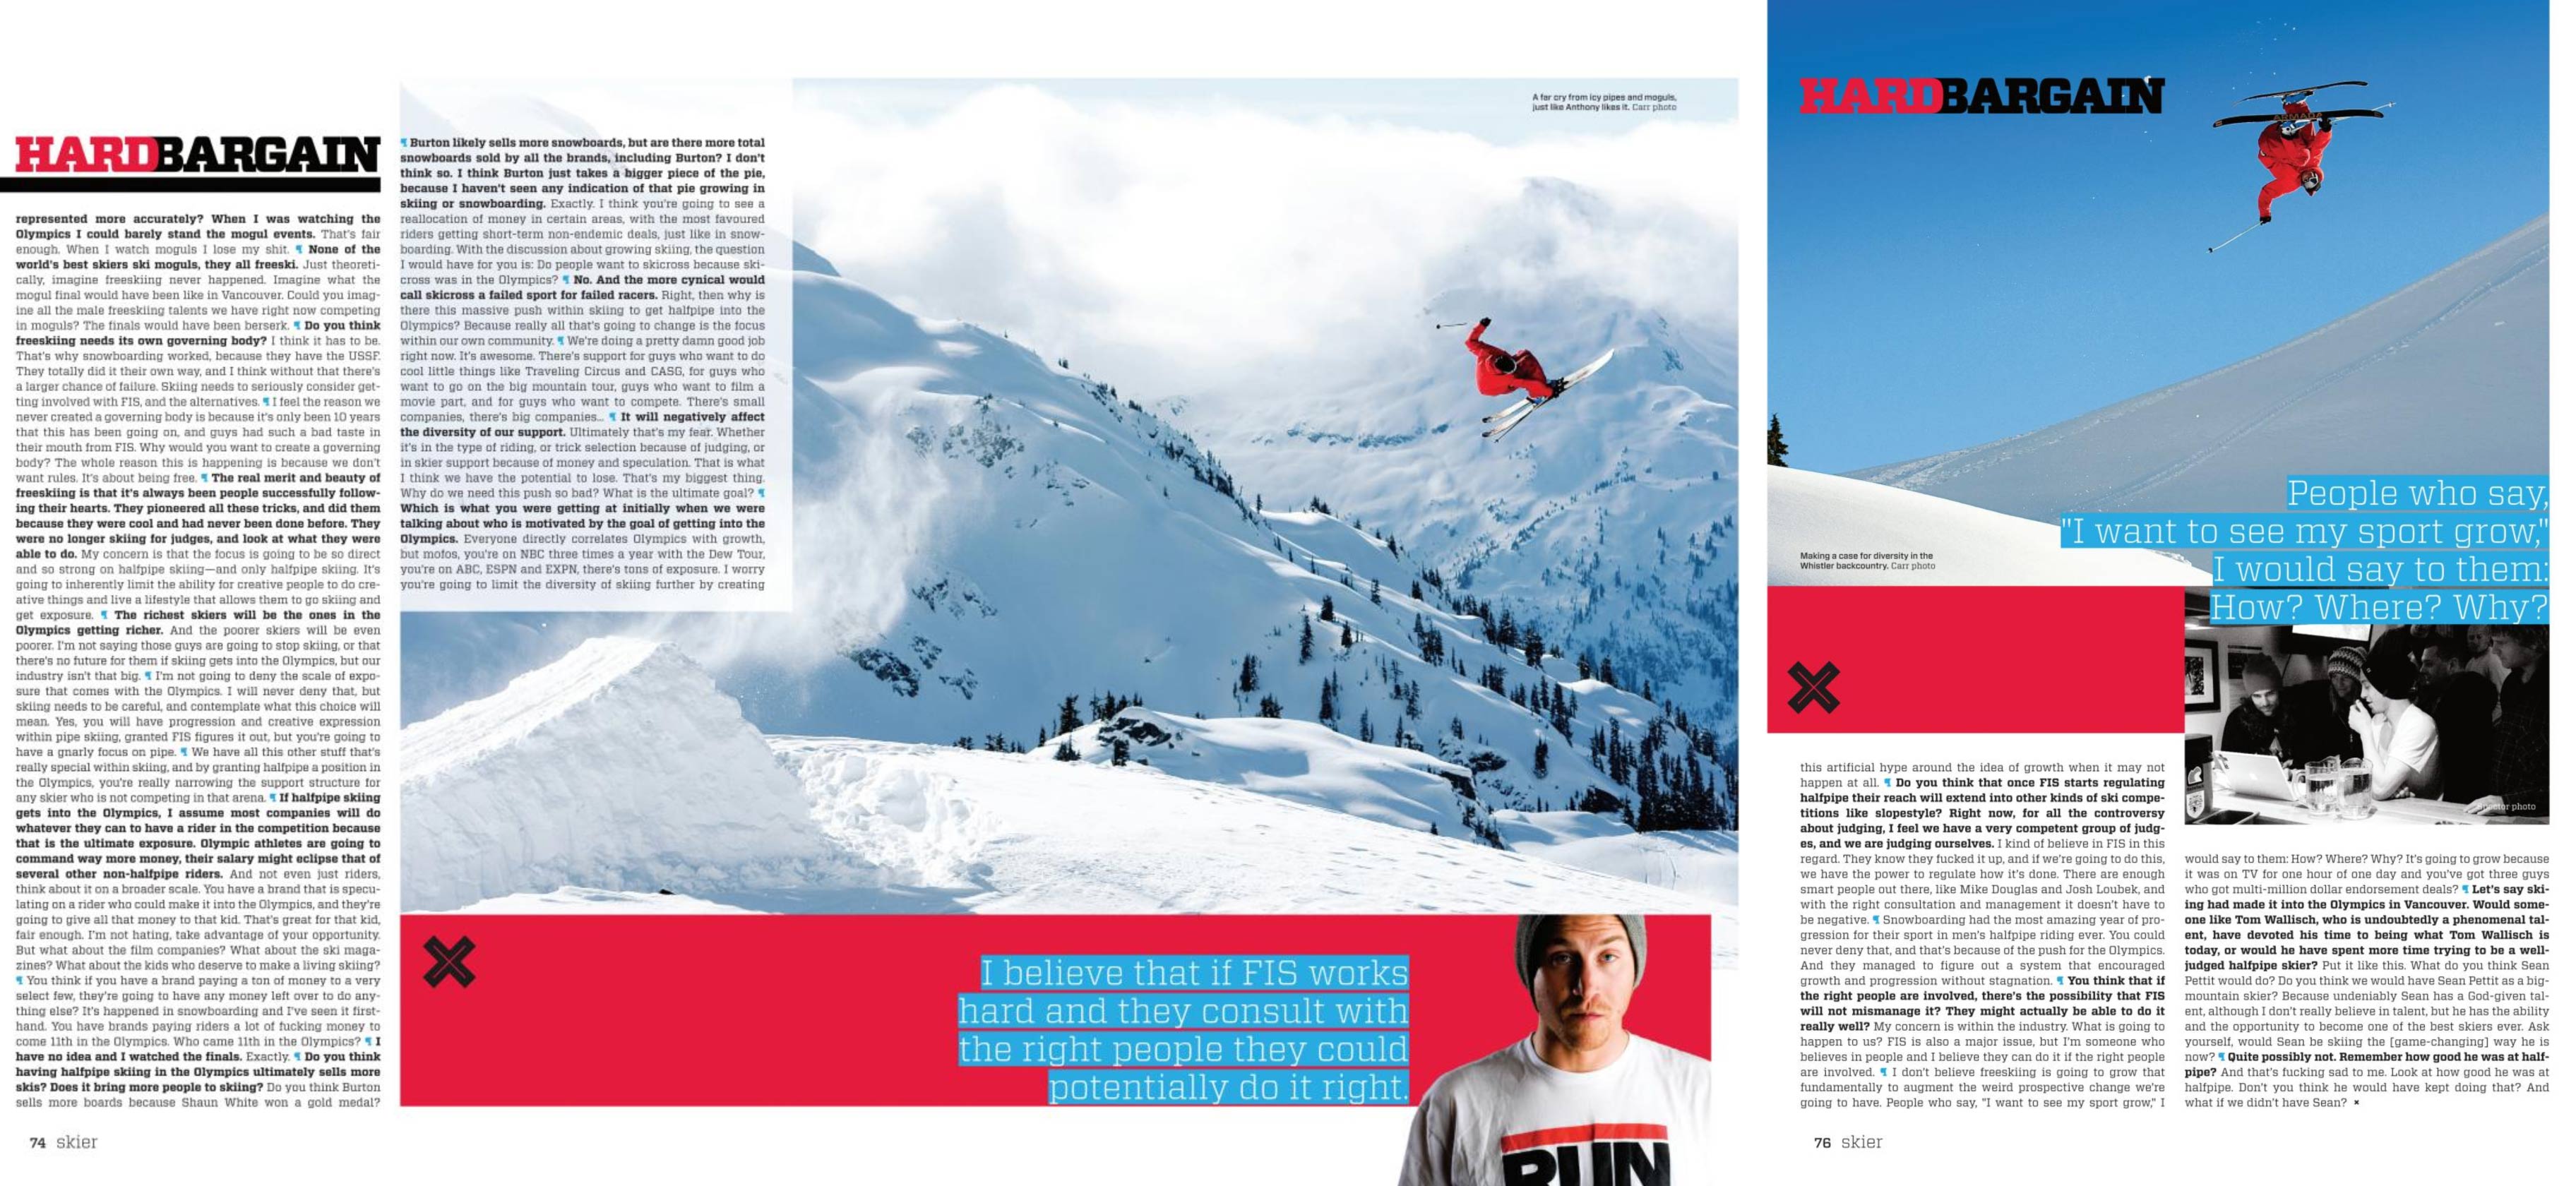 HARDBARGAIN
represented more accurately? When I was watching the
Olympics I could barely stand the mogul events. That's fair
enough. When I watch moguls I lose my shit. ¶ None of the
world's best skiers ski moguls, they all freeski. Just theoreti-
cally, imagine freeskiing never happened. Imagine what the
mogul final would have been like in Vancouver. Could you imag-
ine all the male freeskiing talents we have right now competing
in moguls? The finals would have been berserk. ¶ Do you think
freeskiing needs its own governing body? I think it has to be.
That's why snowboarding worked, because they have the USSF.
They totally did it their own way, and I think without that there's
a larger chance of failure. Skiing needs to seriously consider get-
ting involved with FIS, and the alternatives. ¶ I feel the reason we
never created a governing body is because it's only been 10 years
that this has been going on, and guys had such a bad taste in
their mouth from FIS. Why would you want to create a governing
body? The whole reason this is happening is because we don't
want rules. It's about being free. ¶ The real merit and beauty of
freeskiing is that it's always been people successfully follow-
ing their hearts. They pioneered all these tricks, and did them
because they were cool and had never been done before. They
were no longer skiing for judges, and look at what they were
able to do. My concern is that the focus is going to be so direct
and so strong on halfpipe skiing—and only halfpipe skiing. It's
going to inherently limit the ability for creative people to do cre-
ative things and live a lifestyle that allows them to go skiing and
get exposure. ¶ The richest skiers will be the ones in the
Olympics getting richer. And the poorer skiers will be even
poorer. I'm not saying those guys are going to stop skiing, or that
there's no future for them if skiing gets into the Olympics, but our
industry isn't that big. ¶ I'm not going to deny the scale of expo-
sure that comes with the Olympics. I will never deny that, but
skiing needs to be careful, and contemplate what this choice will
mean. Yes, you will have progression and creative expression
within pipe skiing, granted FIS figures it out, but you're going to
have a gnarly focus on pipe. ¶ We have all this other stuff that's
really special within skiing, and by granting halfpipe a position in
the Olympics, you're really narrowing the support structure for
any skier who is not competing in that arena. ¶ If halfpipe skiing
gets into the Olympics, I assume most companies will do
whatever they can to have a rider in the competition because
that is the ultimate exposure. Olympic athletes are going to
command way more money, their salary might eclipse that of
several other non-halfpipe riders. And not even just riders,
think about it on a broader scale. You have a brand that is specu-
lating on a rider who could make it into the Olympics, and they're
going to give all that money to that kid. That's great for that kid,
fair enough. I'm not hating, take advantage of your opportunity.
But what about the film companies? What about the ski maga-
zines? What about the kids who deserve to make a living skiing?
¶ You think if you have a brand paying a ton of money to a very
select few, they're going to have any money left over to do any-
thing else? It's happened in snowboarding and I've seen it first-
hand. You have brands paying riders a lot of fucking money to
come 11th in the Olympics. Who came 11th in the Olympics? ¶ I
have no idea and I watched the finals. Exactly. ¶ Do you think
having halfpipe skiing in the Olympics ultimately sells more
skis? Does it bring more people to skiing? Do you think Burton
sells more boards because Shaun White won a gold medal?
74 skier
¶ Burton likely sells more snowboards, but are there more total
snowboards sold by all the brands, including Burton? I don't
think so. I think Burton just takes a bigger piece of the pie,
because I haven't seen any indication of that pie growing in
skiing or snowboarding. Exactly. I think you're going to see a
reallocation of money in certain areas, with the most favoured
riders getting short-term non-endemic deals, just like in snow-
boarding. With the discussion about growing skiing, the question
I would have for you is: Do people want to skicross because ski-
cross was in the Olympics? ¶ No. And the more cynical would
call skicross a failed sport for failed racers. Right, then why is
there this massive push within skiing to get halfpipe into the
Olympics? Because really all that's going to change is the focus
within our own community. ¶ We're doing a pretty damn good job
right now. It's awesome. There's support for guys who want to do
cool little things like Traveling Circus and CASG, for guys who
want to go on the big mountain tour, guys who want to film a
movie part, and for guys who want to compete. There's small
companies, there's big companies... ¶ It will negatively affect
the diversity of our support. Ultimately that's my fear. Whether
it's in the type of riding, or trick selection because of judging, or
in skier support because of money and speculation. That is what
I think we have the potential to lose. That's my biggest thing.
Why do we need this push so bad? What is the ultimate goal? ¶
Which is what you were getting at initially when we were
talking about who is motivated by the goal of getting into the
Olympics. Everyone directly correlates Olympics with growth,
but mofos, you're on NBC three times a year with the Dew Tour,
you're on ABC, ESPN and EXPN, there's tons of exposure. I worry
you're going to limit the diversity of skiing further by creating
A far cry from icy pipes and moguls,
just like Anthony likes it. Carr photo
I believe that if FIS works
hard and they consult with
the right people they could
potentially do it right.
RUN
HARDBARGAIN
ARMADA
People who say,
"I want to see my sport grow,"
I would say to them:
How? Where? Why?
Making a case for diversity in the
Whistler backcountry. Carr photo
photo
this artificial hype around the idea of growth when it may not
happen at all. ¶ Do you think that once FIS starts regulating
halfpipe their reach will extend into other kinds of ski compe-
titions like slopestyle? Right now, for all the controversy
about judging, I feel we have a very competent group of judg-
es, and we are judging ourselves. I kind of believe in FIS in this
regard. They know they fucked it up, and if we're going to do this,
we have the power to regulate how it's done. There are enough
smart people out there, like Mike Douglas and Josh Loubek, and
with the right consultation and management it doesn't have to
be negative. ¶ Snowboarding had the most amazing year of pro-
gression for their sport in men's halfpipe riding ever. You could
never deny that, and that's because of the push for the Olympics.
And they managed to figure out a system that encouraged
growth and progression without stagnation. ¶ You think that if
the right people are involved, there's the possibility that FIS
will not mismanage it? They might actually be able to do it
really well? My concern is within the industry. What is going to
happen to us? FIS is also a major issue, but I'm someone who
believes in people and I believe they can do it if the right people
are involved. ¶ I don't believe freeskiing is going to grow that
fundamentally to augment the weird prospective change we're
going to have. People who say, "I want to see my sport grow," I
would say to them: How? Where? Why? It's going to grow because
it was on TV for one hour of one day and you've got three guys
who got multi-million dollar endorsement deals? ¶ Let's say ski-
ing had made it into the Olympics in Vancouver. Would some-
one like Tom Wallisch, who is undoubtedly a phenomenal tal-
ent, have devoted his time to being what Tom Wallisch is
today, or would he have spent more time trying to be a well-
judged halfpipe skier? Put it like this. What do you think Sean
Pettit would do? Do you think we would have Sean Pettit as a big-
mountain skier? Because undeniably Sean has a God-given tal-
ent, although I don't really believe in talent, but he has the ability
and the opportunity to become one of the best skiers ever. Ask
yourself, would Sean be skiing the [game-changing] way he is
now? ¶ Quite possibly not. Remember how good he was at half-
pipe? And that's fucking sad to me. Look at how good he was at
halfpipe. Don't you think he would have kept doing that? And
what if we didn't have Sean? ×
76 skier